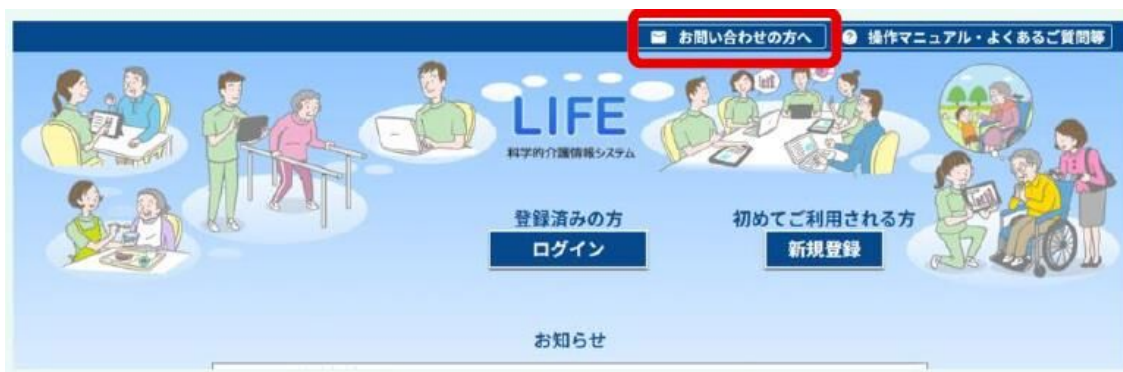 お問い合わせの方へ
操作マニュアル・よくあるご質問等
LIFE
科学的介護情報システム
登録済みの方
初めてご利用される方
ログイン
新規登録
お知らせ